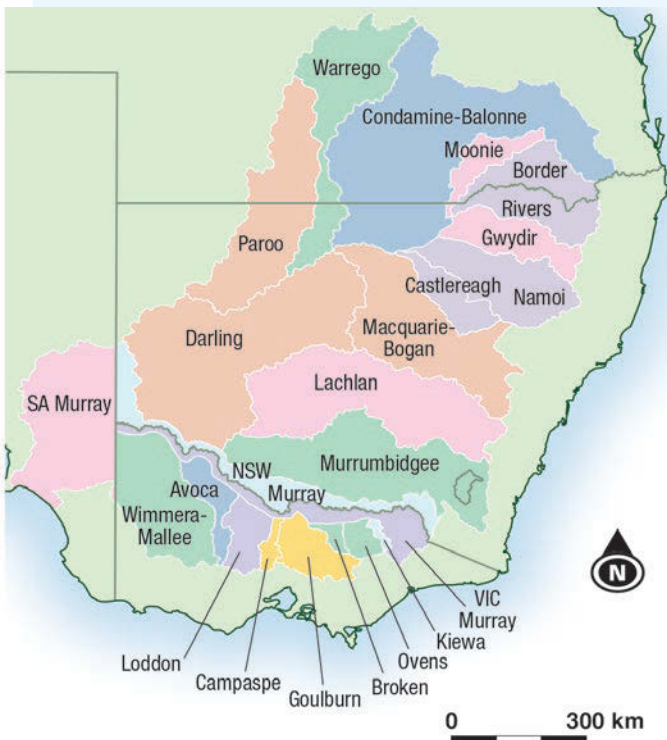 Warrego
Condamine-Balonne
Moonie
Border
Rivers
Gwydir
Paroo
Castlereagh
Namoi
Darling
Macquarie-
Bogan
Lachlan
SA Murray
NSW
Murray
Murrumbidgee
Avoca
Wimmera-
Mallee
N
VIC
Murray
Kiewa
Ovens
Broken
Goulburn
Campaspe
Loddon
0 300 km